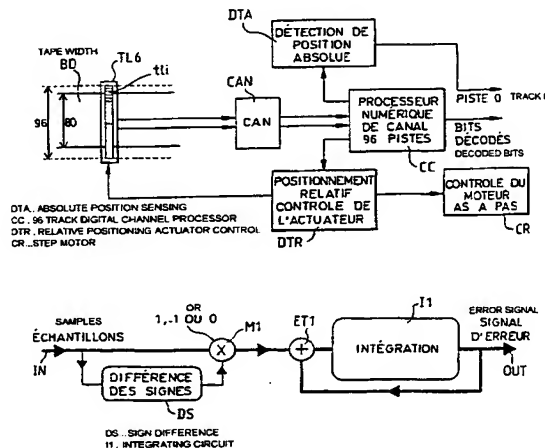 DTA
DÉTECTION DE
POSITION
ABSOLUE
TAPE WIDTH
BD
TL6
tli
96
80
CAN
CAN
PROCESSEUR
NUMÉRIQUE
DE CANAL
96 PISTES
CC
PISTE 0 TRACK
BITS
DÉCODÉS
DECODED BITS
POSITIONNEMENT
RELATIF
CONTROLE DE
L'ACTUATEUR
DTR
CONTROLE DU
MOTEUR
AS A PAS
CR
DTA . ABSOLUTE POSITION SENSING
CC . 96 TRACK DIGITAL CHANNEL PROCESSOR
DTR . RELATIVE POSITIONING ACTUATOR CONTROL
CR ... STEP MOTOR
SAMPLES
ÉCHANTILLONS
IN
OR
1,-1 OU 0
M1
DIFFÉRENCE
DES SIGNES
DS
ET1
+
I1
INTÉGRATION
ERROR SIGNAL
SIGNAL
D'ERREUR
OUT
DS ... SIGN DIFFERENCE
I1 . INTEGRATING CIRCUIT